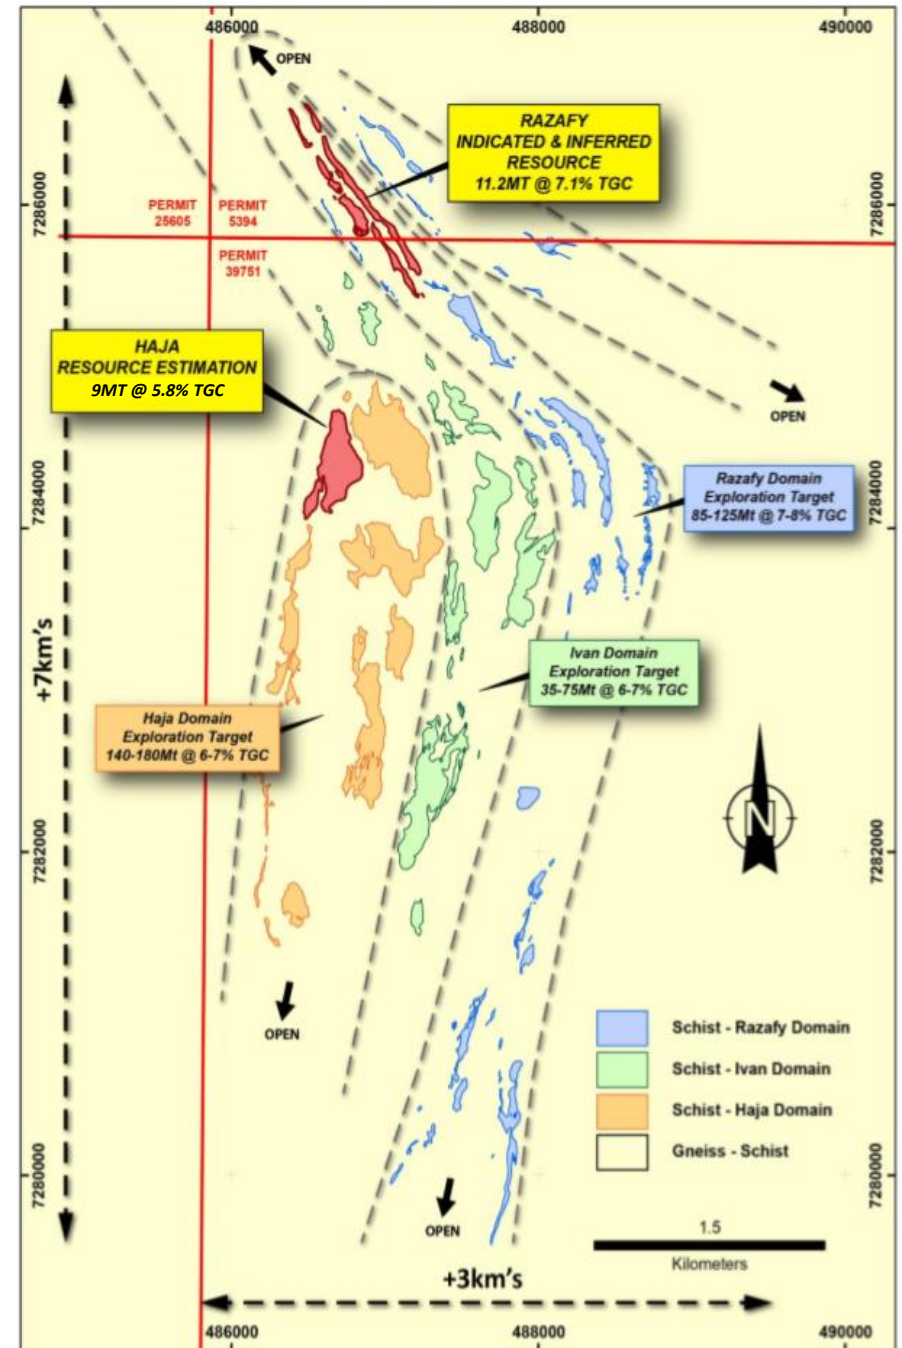 486000
488000
490000
OPEN
RAZAFY
INDICATED & INFERRED
RESOURCE
11.2MT @ 7.1% TGC
7286000
7286000
PERMIT
25605
PERMIT
5394
PERMIT
39751
HAJA
RESOURCE ESTIMATION
9MT @ 5.8% TGC
OPEN
7284000
7284000
Razafy Domain
Exploration Target
85-125Mt @ 7-8% TGC
+7km's
Ivan Domain
Exploration Target
35-75Mt @ 6-7% TGC
Haja Domain
Exploration Target
140-180Mt @ 6-7% TGC
N
7282000
7282000
OPEN
Schist - Razafy Domain
Schist - Ivan Domain
Schist - Haja Domain
Gneiss - Schist
7280000
7280000
OPEN
1.5
Kilometers
+3km's
486000
488000
490000